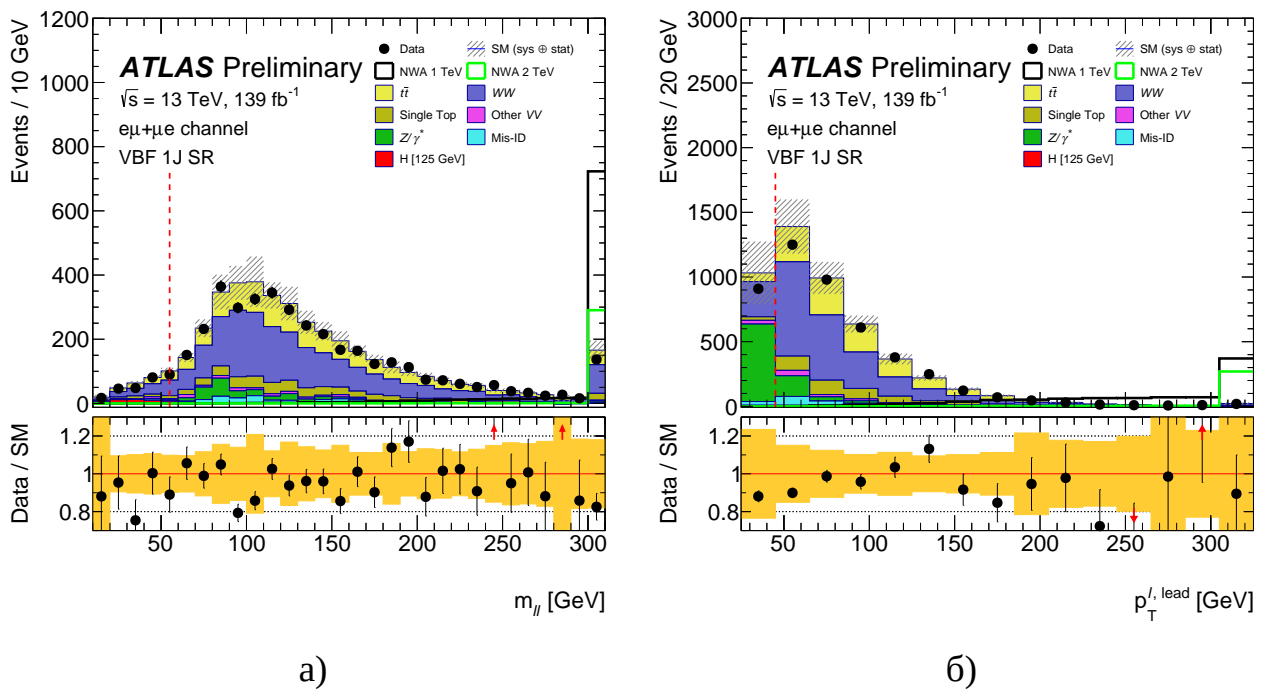 Events / 10 GeV
1200
1000
800
600
400
200
0
ATLAS Preliminary
√s = 13 TeV, 139 fb⁻¹
eμ+μe channel
VBF 1J SR
Data
SM (sys ⊕ stat)
NWA 1 TeV
NWA 2 TeV
tt̄
WW
Single Top
Other VV
Z/γ*
Mis-ID
H [125 GeV]
Data / SM
1.2
1
0.8
50 100 150 200 250 300
m_ll [GeV]
а)
Events / 20 GeV
3000
2500
2000
1500
1000
500
0
ATLAS Preliminary
√s = 13 TeV, 139 fb⁻¹
eμ+μe channel
VBF 1J SR
Data
SM (sys ⊕ stat)
NWA 1 TeV
NWA 2 TeV
tt̄
WW
Single Top
Other VV
Z/γ*
Mis-ID
H [125 GeV]
Data / SM
1.2
1
0.8
50 100 150 200 250 300
p_T^l, lead [GeV]
б)